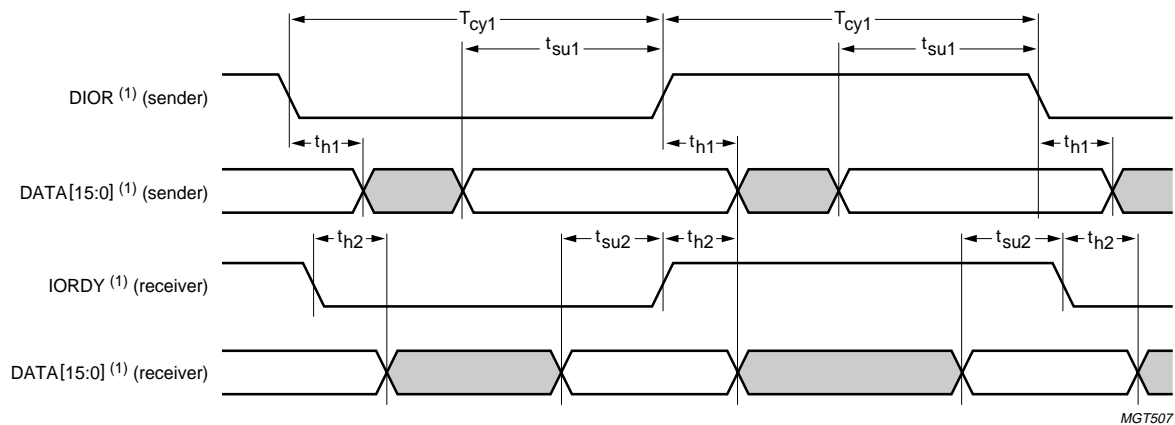 Tcy1 Tcy1
tsu1 tsu1
DIOR (1) (sender)
th1 th1 th1
DATA[15:0] (1) (sender)
th2 tsu2 th2 tsu2 th2
IORDY (1) (receiver)
DATA[15:0] (1) (receiver)
MGT507